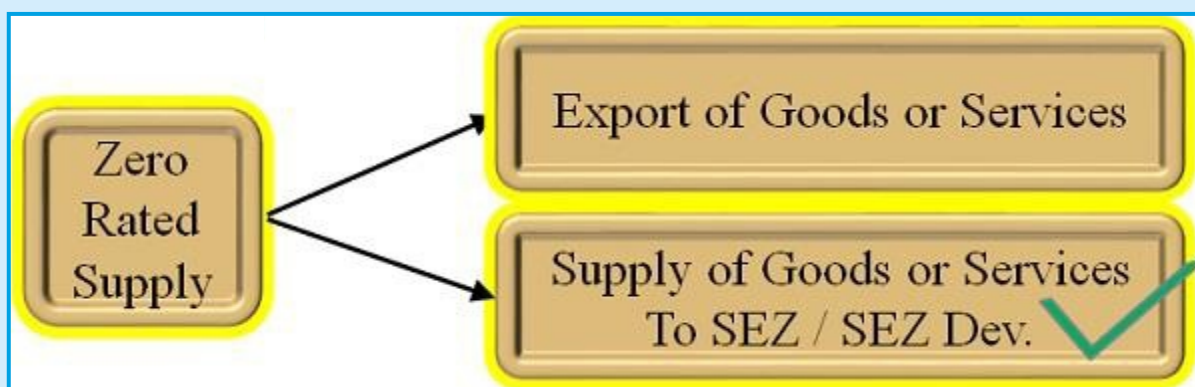 Zero
Rated
Supply
Export of Goods or Services
Supply of Goods or Services
To SEZ / SEZ Dev.